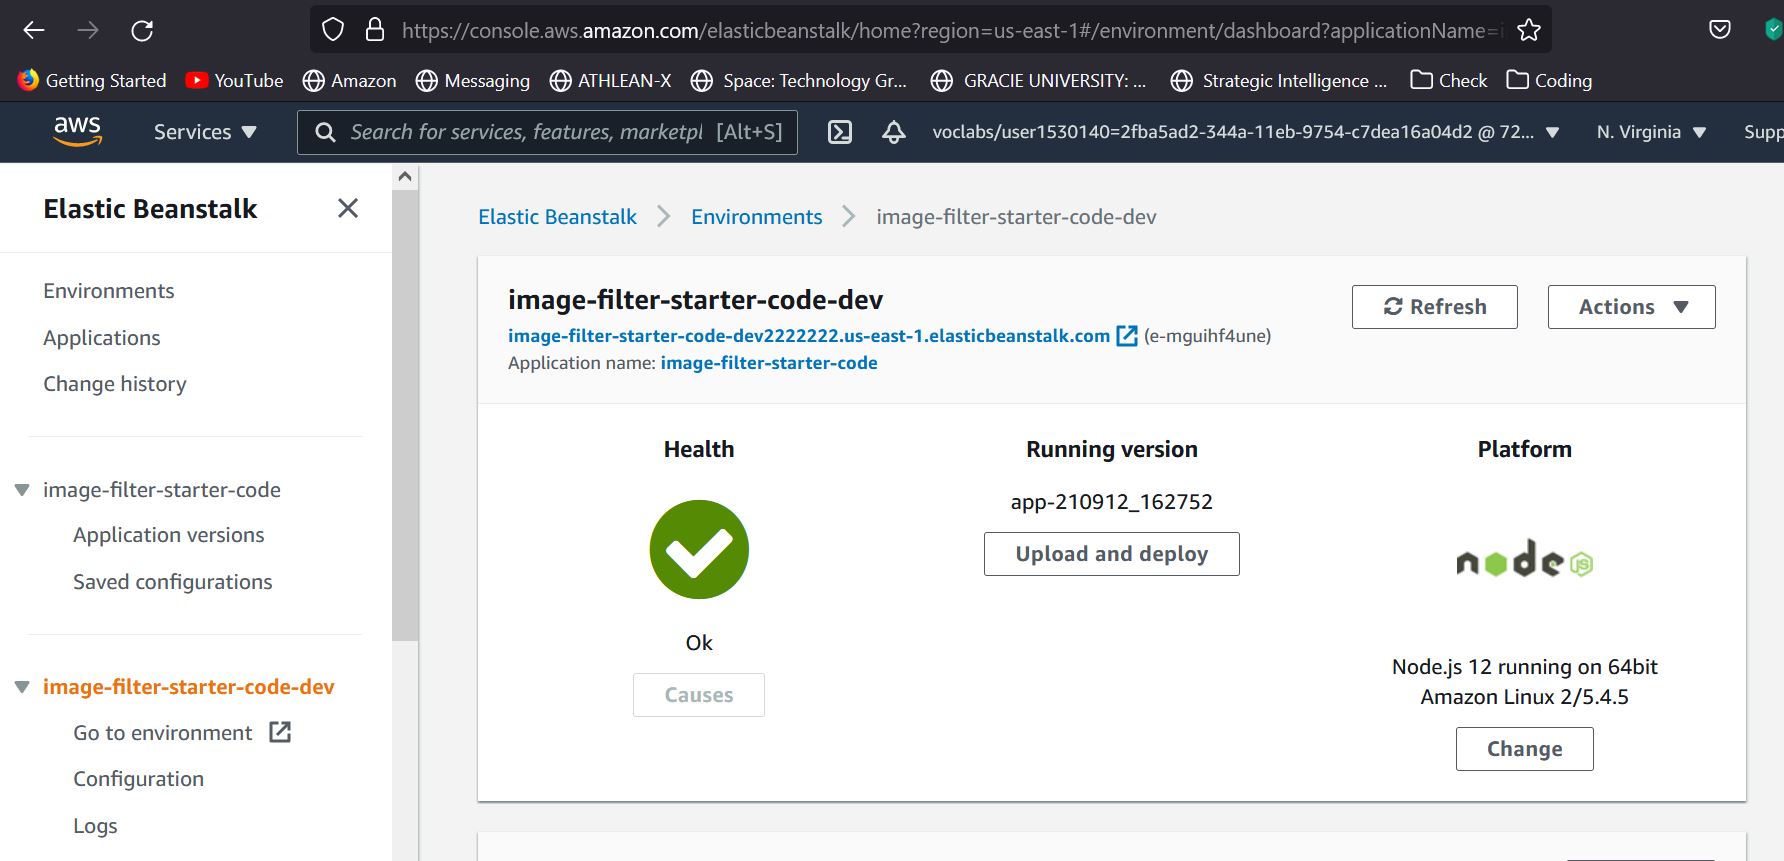 https://console.aws.amazon.com/elasticbeanstalk/home?region=us-east-1#/environment/dashboard?applicationName=i
Getting Started YouTube Amazon Messaging ATHLEAN-X Space: Technology Gr... GRACIE UNIVERSITY: ... Strategic Intelligence ... Check Coding
aws Services Search for services, features, marketpl [Alt+S] voclabs/user1530140=2fba5ad2-344a-11eb-9754-c7dea16a04d2 @ 72... N. Virginia Supp
Elastic Beanstalk
Environments
Applications
Change history
image-filter-starter-code
Application versions
Saved configurations
image-filter-starter-code-dev
Go to environment
Configuration
Logs
Elastic Beanstalk Environments image-filter-starter-code-dev
image-filter-starter-code-dev
image-filter-starter-code-dev2222222.us-east-1.elasticbeanstalk.com (e-mguihf4une)
Application name: image-filter-starter-code
Refresh Actions
Health
Ok
Causes
Running version
app-210912_162752
Upload and deploy
Platform
node JS
Node.js 12 running on 64bit
Amazon Linux 2/5.4.5
Change